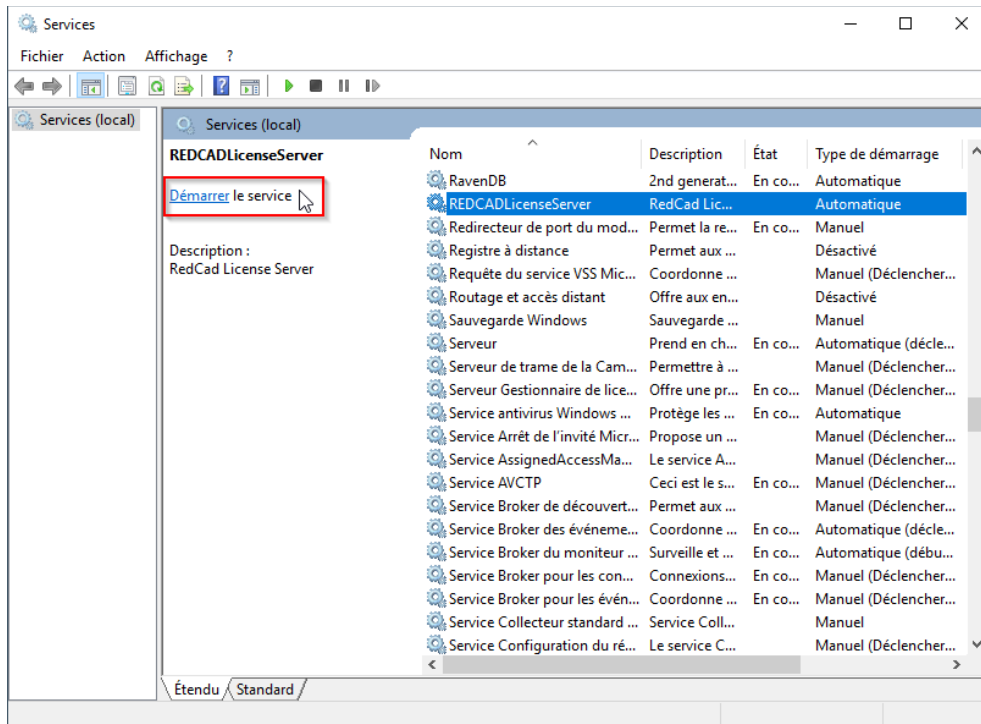 Services
Fichier Action Affichage ?
Services (local)
Services (local)
REDCADLicenseServer
Démarrer le service
Description :
RedCad License Server
Nom Description État Type de démarrage
RavenDB 2nd generat... En co... Automatique
REDCADLicenseServer RedCad Lic... Automatique
Redirecteur de port du mod... Permet la re... En co... Manuel
Registre à distance Permet aux ... Désactivé
Requête du service VSS Mic... Coordonne ... Manuel (Déclencher...
Routage et accès distant Offre aux en... Désactivé
Sauvegarde Windows Sauvegarde ... Manuel
Serveur Prend en ch... En co... Automatique (décle...
Serveur de trame de la Cam... Permettre à ... Manuel (Déclencher...
Serveur Gestionnaire de lice... Offre une pr... En co... Manuel (Déclencher...
Service antivirus Windows ... Protège les ... En co... Automatique
Service Arrêt de l'invité Micr... Propose un ... Manuel (Déclencher...
Service AssignedAccessMa... Le service A... Manuel (Déclencher...
Service AVCTP Ceci est le s... En co... Manuel (Déclencher...
Service Broker de découvert... Permet aux ... Manuel (Déclencher...
Service Broker des événeme... Coordonne ... En co... Automatique (décle...
Service Broker du moniteur ... Surveille et ... En co... Automatique (débu...
Service Broker pour les con... Connexions... En co... Manuel (Déclencher...
Service Broker pour les évén... Coordonne ... En co... Manuel (Déclencher...
Service Collecteur standard ... Service Coll... Manuel
Service Configuration du ré... Le service C... Manuel (Déclencher...
Étendu Standard